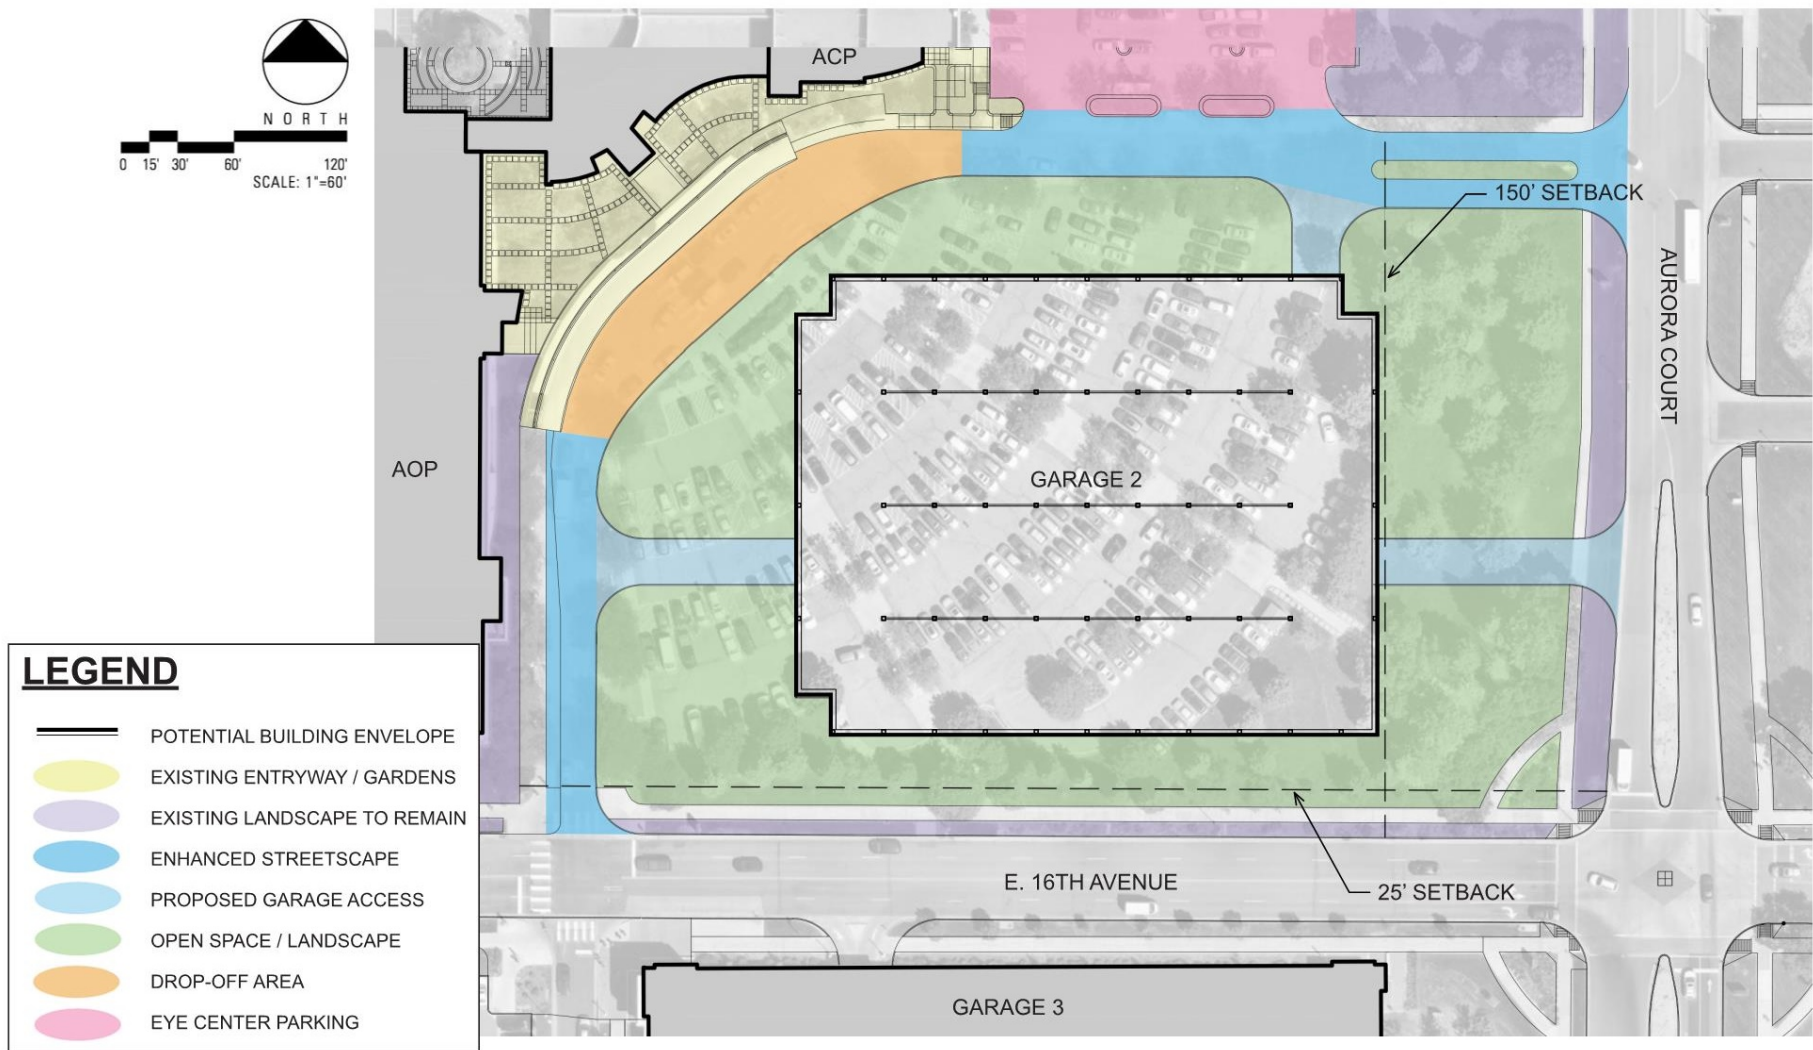 ACP
NORTH
0 15' 30' 60' 120'
SCALE: 1"=60'
150' SETBACK
AURORA COURT
AOP
GARAGE 2
LEGEND
POTENTIAL BUILDING ENVELOPE
EXISTING ENTRYWAY / GARDENS
EXISTING LANDSCAPE TO REMAIN
ENHANCED STREETSCAPE
PROPOSED GARAGE ACCESS
OPEN SPACE / LANDSCAPE
DROP-OFF AREA
EYE CENTER PARKING
E. 16TH AVENUE
25' SETBACK
GARAGE 3